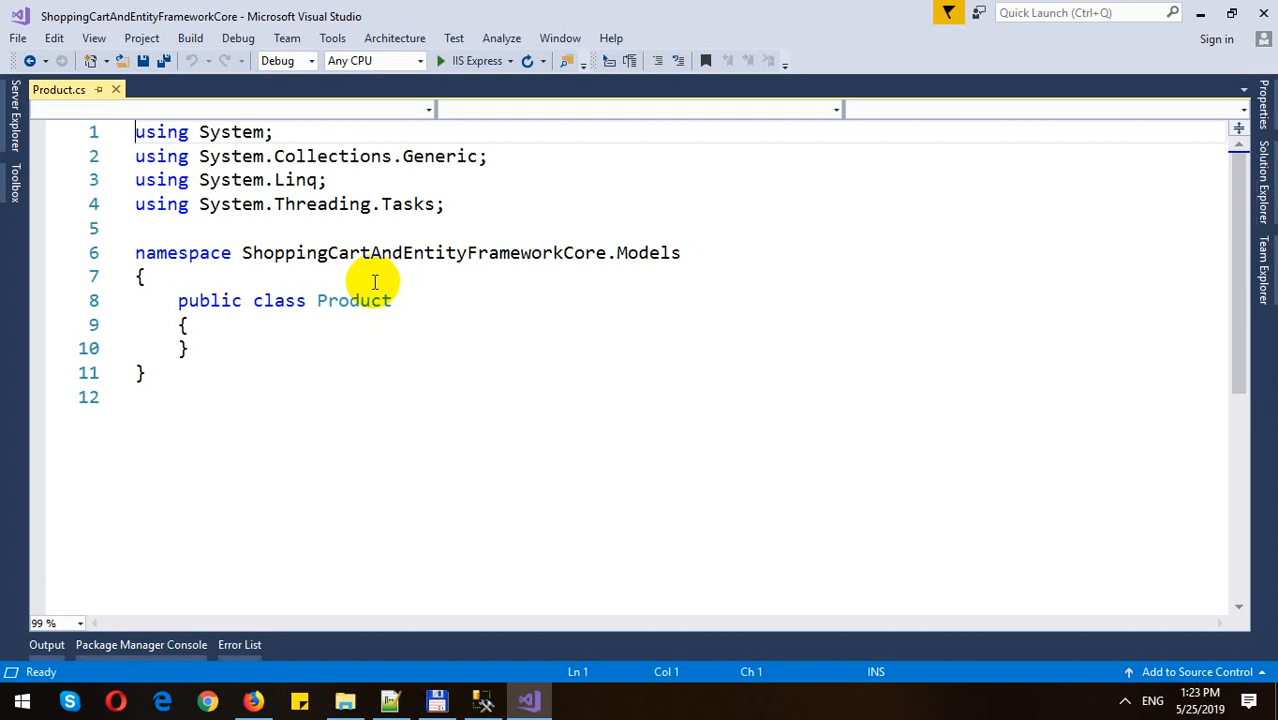 ShoppingCartAndEntityFrameworkCore - Microsoft Visual Studio
Quick Launch (Ctrl+Q)
File Edit View Project Build Debug Team Tools Architecture Test Analyze Window Help
Sign in
Debug Any CPU IIS Express
Product.cs
Server Explorer
Toolbox
Properties
Solution Explorer
Team Explorer
1 using System;
2 using System.Collections.Generic;
3 using System.Linq;
4 using System.Threading.Tasks;
5
6 namespace ShoppingCartAndEntityFrameworkCore.Models
7 {
8 public class Product
9 {
10 }
11 }
12
99 %
Output Package Manager Console Error List
Ready Ln 1 Col 1 Ch 1 INS Add to Source Control
ENG 1:23 PM
5/25/2019